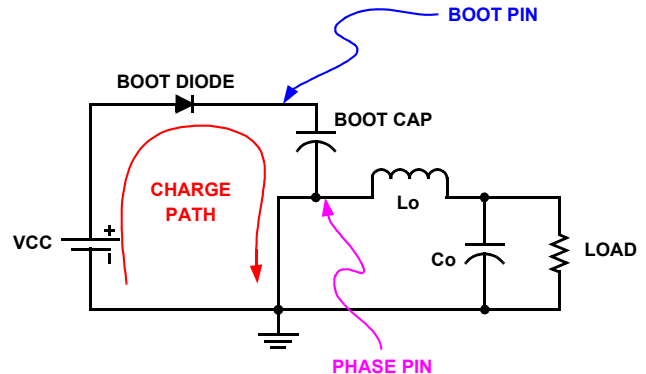 BOOT PIN
BOOT DIODE
BOOT CAP
CHARGE
PATH
Lo
VCC
+
Co
LOAD
PHASE PIN